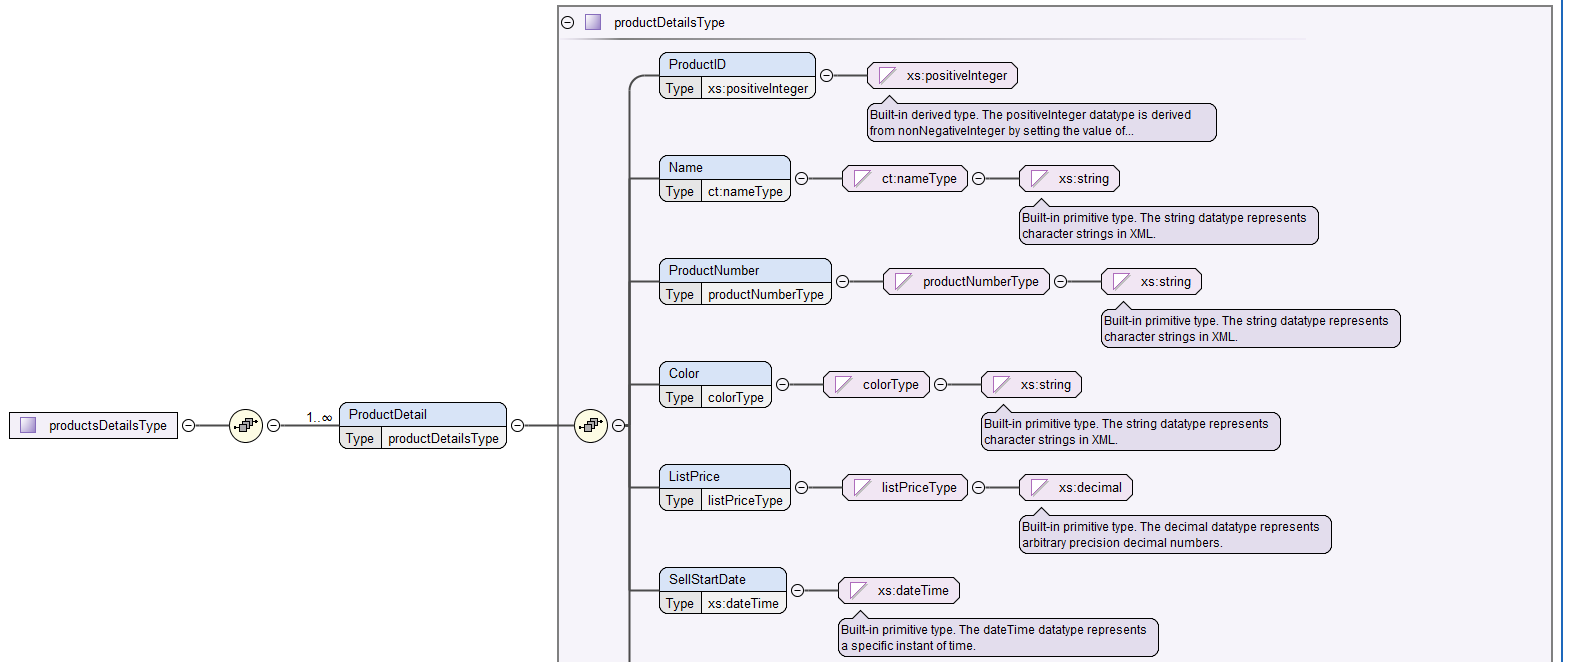 productDetailsType
ProductID
Type xs:positiveInteger
xs:positiveInteger
Built-in derived type. The positiveInteger datatype is derived
from nonNegativeInteger by setting the value of...
Name
Type ct:nameType
ct:nameType
xs:string
Built-in primitive type. The string datatype represents
character strings in XML.
ProductNumber
Type productNumberType
productNumberType
xs:string
Built-in primitive type. The string datatype represents
character strings in XML.
Color
Type colorType
colorType
xs:string
Built-in primitive type. The string datatype represents
character strings in XML.
productsDetailsType
1..∞
ProductDetail
Type productDetailsType
ListPrice
Type listPriceType
listPriceType
xs:decimal
Built-in primitive type. The decimal datatype represents
arbitrary precision decimal numbers.
SellStartDate
Type xs:dateTime
xs:dateTime
Built-in primitive type. The dateTime datatype represents
a specific instant of time.